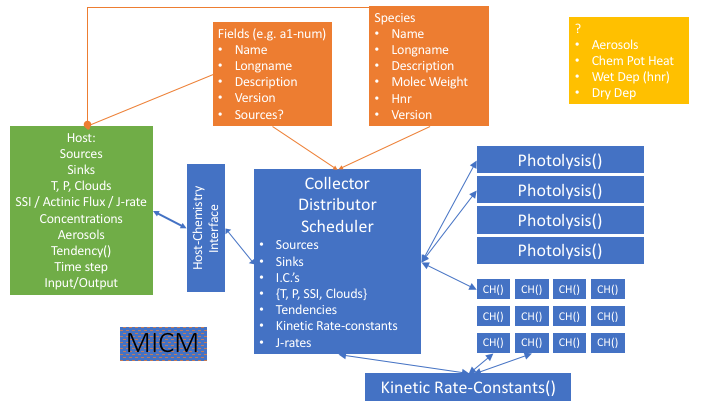 Fields (e.g. a1-num)
• Name
• Longname
• Description
• Version
• Sources?
Species
• Name
• Longname
• Description
• Molec Weight
• Hnr
• Version
?
• Aerosols
• Chem Pot Heat
• Wet Dep (hnr)
• Dry Dep
Host:
Sources
Sinks
T, P, Clouds
SSI / Actinic Flux / J-rate
Concentrations
Aerosols
Tendency()
Time step
Input/Output
Host-Chemistry
Interface
Collector
Distributor
Scheduler
• Sources
• Sinks
• I.C.'s
• {T, P, SSI, Clouds}
• Tendencies
• Kinetic Rate-constants
• J-rates
Photolysis()
Photolysis()
Photolysis()
Photolysis()
CH() CH() CH() CH()
CH() CH() CH() CH()
CH() CH() CH() CH()
MICM
Kinetic Rate-Constants()